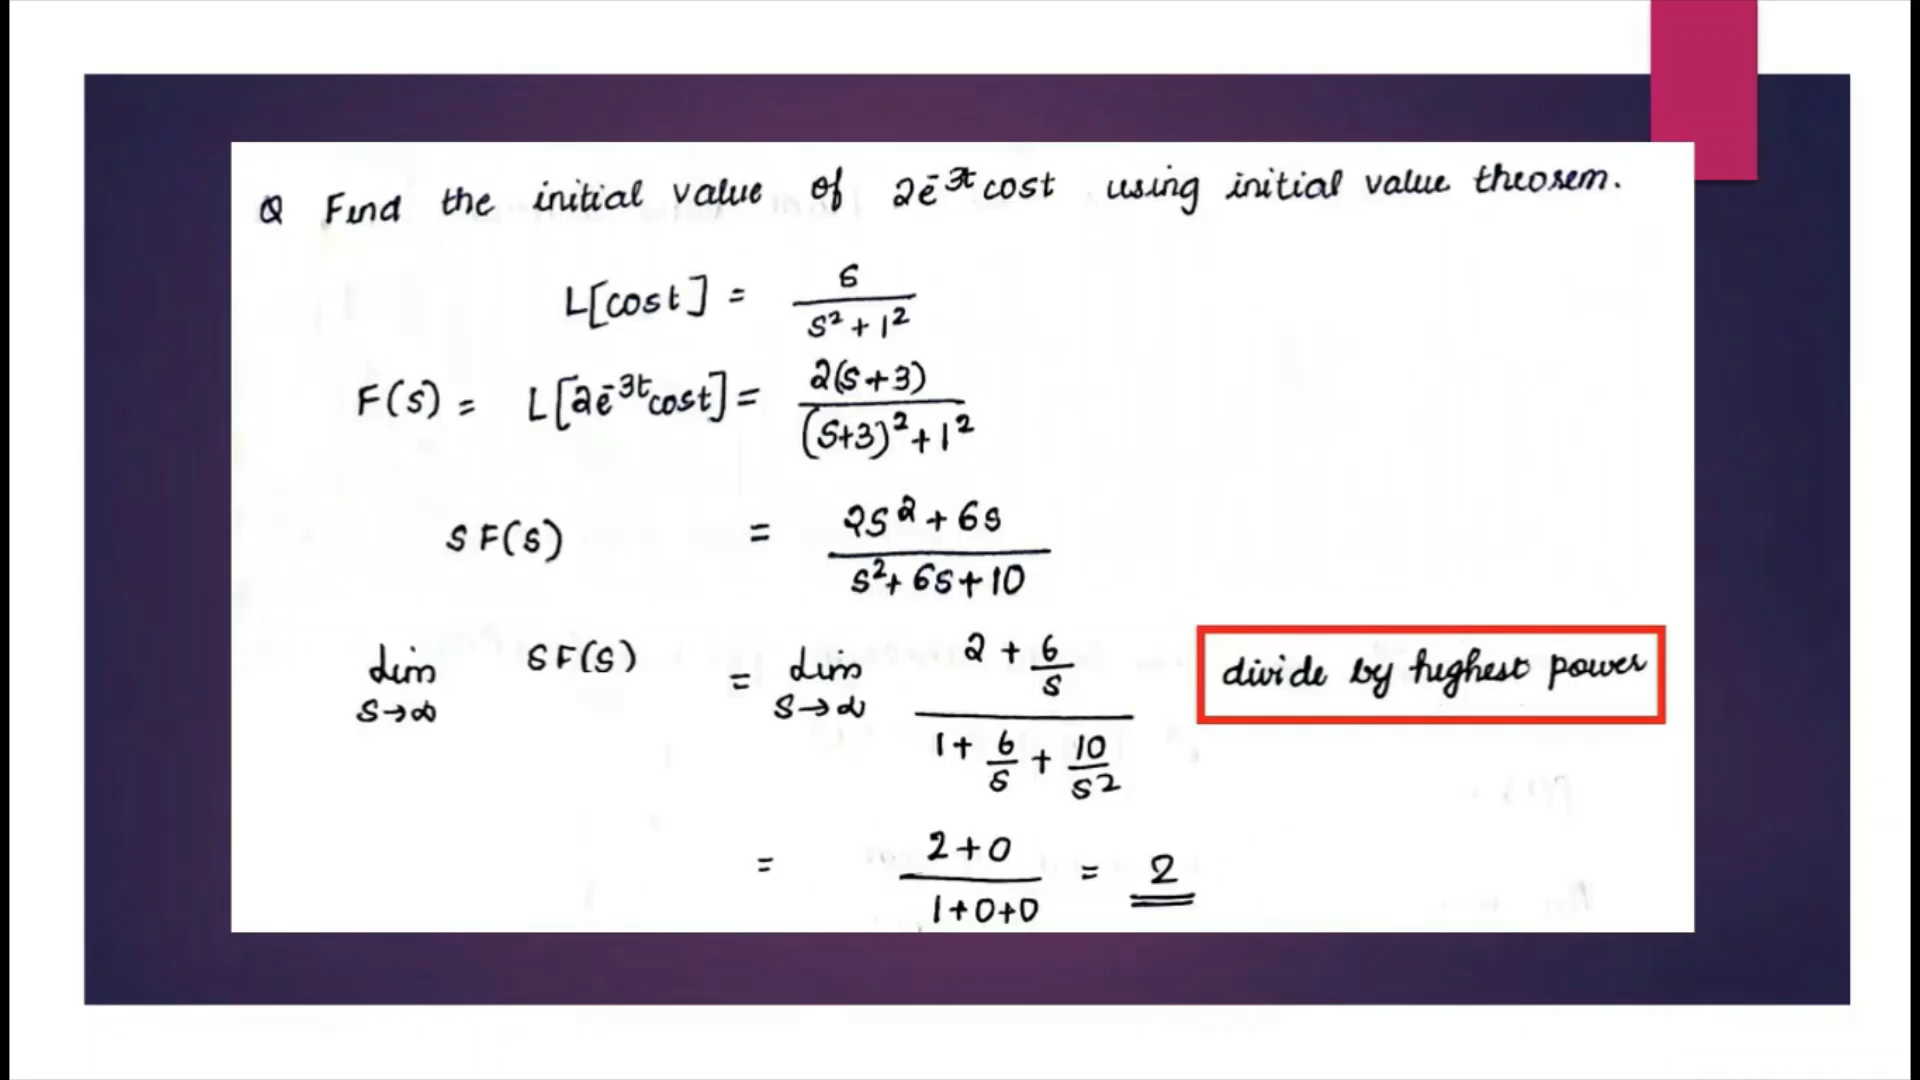 Q Find the initial value of 2e^-3t cost using initial value theorem.
L[cost] = s / (s² + 1²)
F(s) = L[2e^-3t cost] = 2(s+3) / ((s+3)² + 1²)
SF(s) = (2s² + 6s) / (s² + 6s + 10)
lim s→∞ SF(s) = lim s→∞ (2 + 6/s) / (1 + 6/s + 10/s²)
divide by highest power
= (2+0) / (1+0+0) = 2